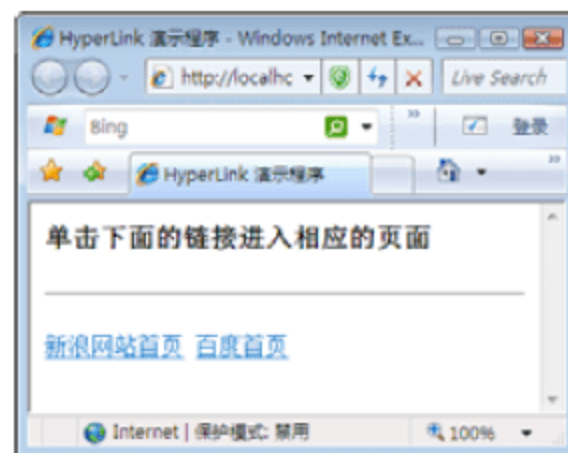 HyperLink 演示程序 - Windows Internet Ex...
http://localhc
Live Search
Bing
登录
HyperLink 演示程序
单击下面的链接进入相应的页面
新浪网站首页 百度首页
Internet | 保护模式: 禁用
100%